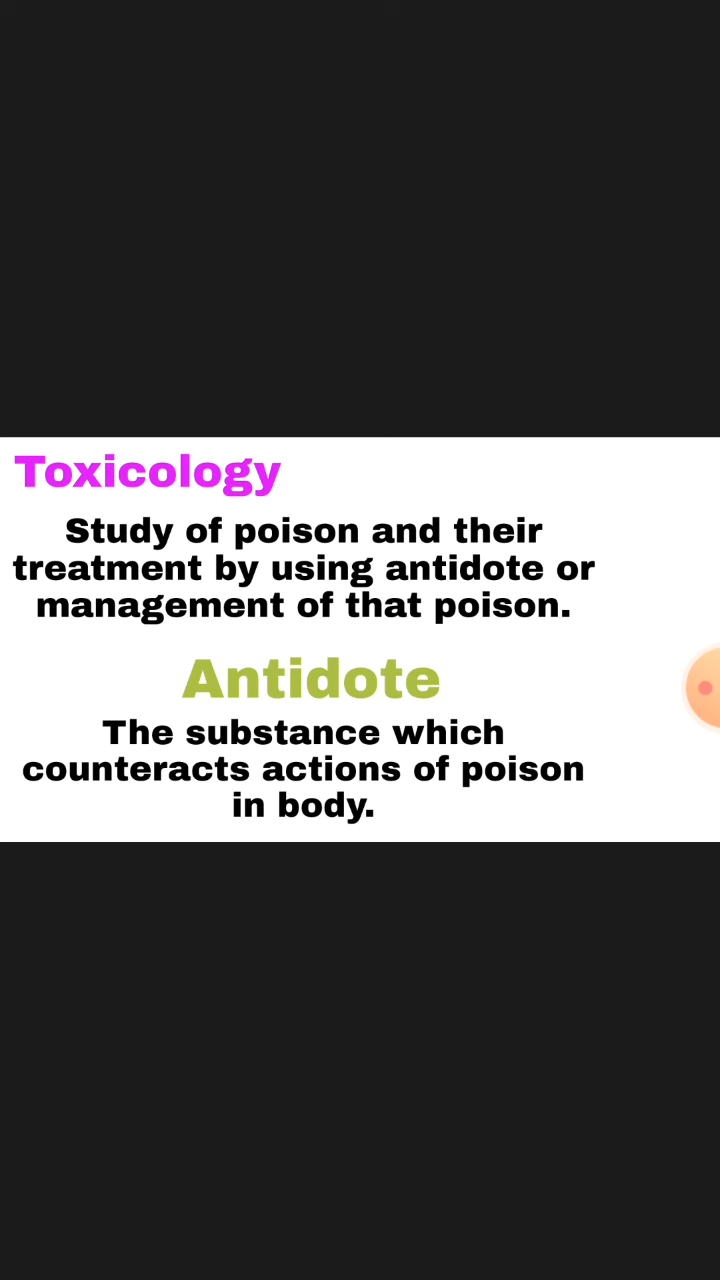 Toxicology
Study of poison and their
treatment by using antidote or
management of that poison.
Antidote
The substance which
counteracts actions of poison
in body.